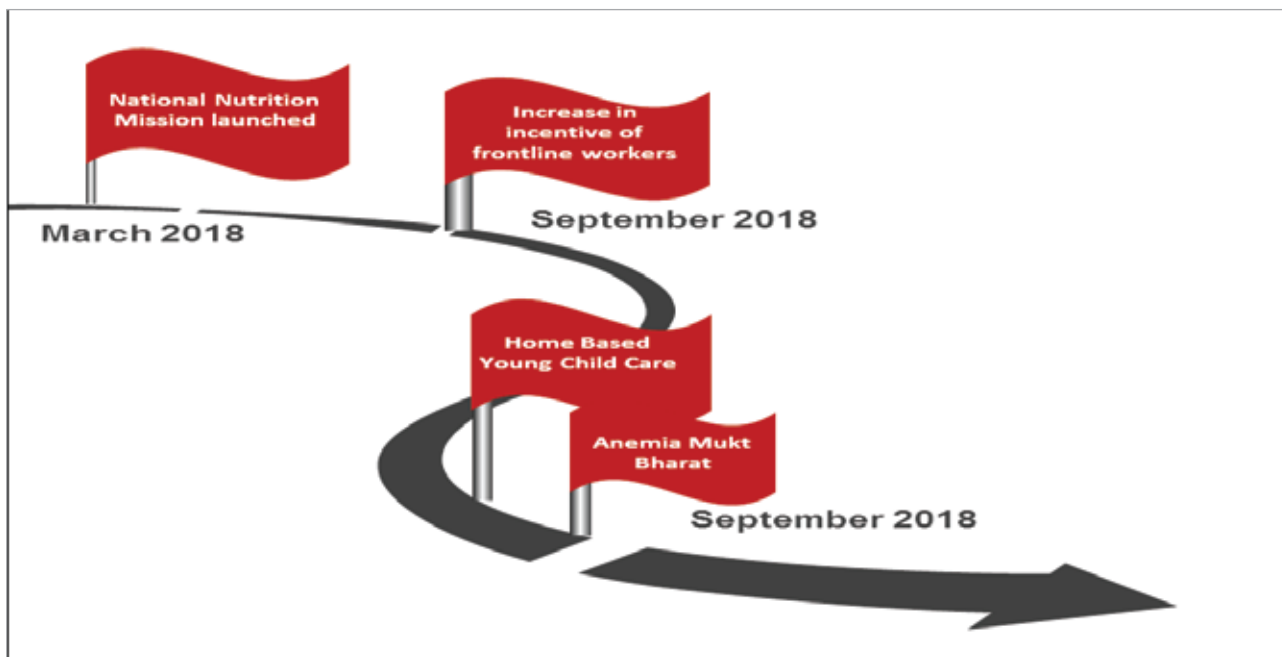 National Nutrition
Mission launched
March 2018
Increase in
incentive of
frontline workers
September 2018
Home Based
Young Child Care
Anemia Mukt
Bharat
September 2018